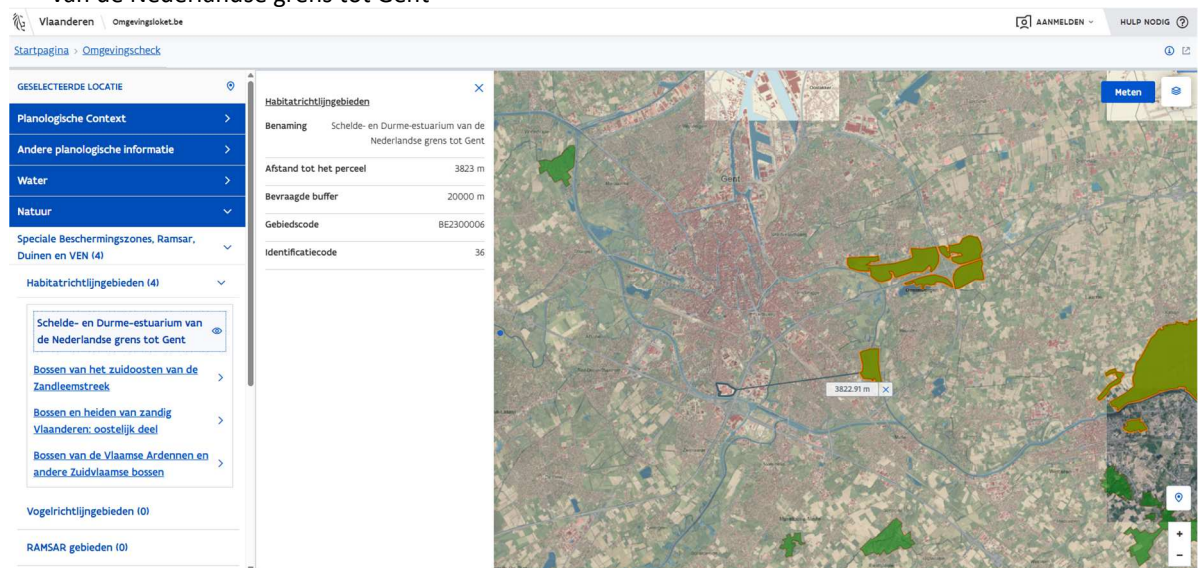 van de Nederlandse grens tot Gent
Vlaanderen
Omgevingsloket.be
AANMELDEN
HULP NODIG
Startpagina > Omgevingscheck
GESELECTEERDE LOCATIE
Planologische Context
Andere planologische informatie
Water
Natuur
Speciale Beschermingszones, Ramsar,
Duinen en VEN (4)
Habitatrichtlijngebieden (4)
Schelde- en Durme-estuarium van
de Nederlandse grens tot Gent
Bossen van het zuidoosten van de
Zandleemstreek
Bossen en heiden van zandig
Vlaanderen: oostelijk deel
Bossen van de Vlaamse Ardennen en
andere Zuidvlaamse bossen
Vogelrichtlijngebieden (0)
RAMSAR gebieden (0)
Habitatrichtlijngebieden
Benaming Schelde- en Durme-estuarium van de
Nederlandse grens tot Gent
Afstand tot het perceel 3823 m
Bevraagde buffer 20000 m
Gebiedscode BE2300006
Identificatiecode 36
Meten
Gent
3822.91 m
+
−